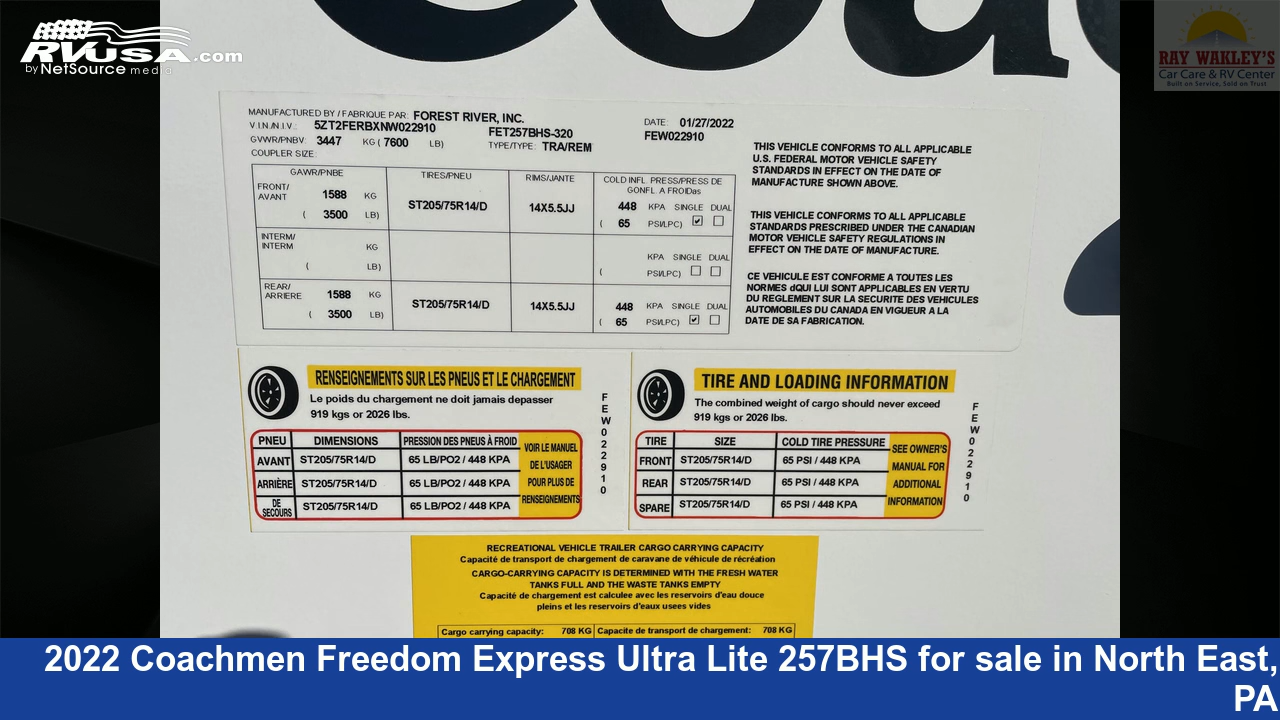 RVUSA.com
by NetSource media
RAY WAKLEY'S
Car Care & RV Center
Built on Service, Sold on Trust.
MANUFACTURED BY / FABRIQUE PAR: FOREST RIVER, INC.
V.I.N./N.I.V.: 5ZT2FERBXNW022910
GVWR/PNBV: 3447 KG ( 7600 LB)
COUPLER SIZE:
FET257BHS-320
TYPE/TYPE: TRA/REM
DATE: 01/27/2022
FEW022910
GAWR/PNBE TIRES/PNEU RIMS/JANTE COLD INFL PRESS/PRESS DE
GONFL A FROIDas
FRONT/
AVANT 1588 KG ST205/75R14/D 14X5.5JJ 448 KPA SINGLE DUAL
( 3500 LB) ( 65 PSI/LPC) ☑ ☐
INTERM/
INTERM KG KPA SINGLE DUAL
( LB) ( PSI/LPC) ☐ ☐
REAR/
ARRIERE 1588 KG ST205/75R14/D 14X5.5JJ 448 KPA SINGLE DUAL
( 3500 LB) ( 65 PSI/LPC) ☑ ☐
THIS VEHICLE CONFORMS TO ALL APPLICABLE
U.S. FEDERAL MOTOR VEHICLE SAFETY
STANDARDS IN EFFECT ON THE DATE OF
MANUFACTURE SHOWN ABOVE.
THIS VEHICLE CONFORMS TO ALL APPLICABLE
STANDARDS PRESCRIBED UNDER THE CANADIAN
MOTOR VEHICLE SAFETY REGULATIONS IN
EFFECT ON THE DATE OF MANUFACTURE.
CE VEHICULE EST CONFORME A TOUTES LES
NORMES dQUI LUI SONT APPLICABLES EN VERTU
DU REGLEMENT SUR LA SECURITE DES VEHICULES
AUTOMOBILES DU CANADA EN VIGUEUR A LA
DATE DE SA FABRICATION.
RENSEIGNEMENTS SUR LES PNEUS ET LE CHARGEMENT
Le poids du chargement ne doit jamais depasser
919 kgs or 2026 lbs.
PNEU DIMENSIONS PRESSION DES PNEUS À FROID
AVANT ST205/75R14/D 65 LB/PO2 / 448 KPA
ARRIÈRE ST205/75R14/D 65 LB/PO2 / 448 KPA
DE
SECOURS ST205/75R14/D 65 LB/PO2 / 448 KPA
VOIR LE MANUEL
DE L'USAGER
POUR PLUS DE
RENSEIGNEMENTS
FEW022910
TIRE AND LOADING INFORMATION
The combined weight of cargo should never exceed
919 kgs or 2026 lbs.
TIRE SIZE COLD TIRE PRESSURE
FRONT ST205/75R14/D 65 PSI / 448 KPA
REAR ST205/75R14/D 65 PSI / 448 KPA
SPARE ST205/75R14/D 65 PSI / 448 KPA
SEE OWNER'S
MANUAL FOR
ADDITIONAL
INFORMATION
FEW022910
RECREATIONAL VEHICLE TRAILER CARGO CARRYING CAPACITY
Capacité de transport de chargement de caravane de véhicule de récréation
CARGO-CARRYING CAPACITY IS DETERMINED WITH THE FRESH WATER
TANKS FULL AND THE WASTE TANKS EMPTY
Capacité de chargement est calculee avec les reservoirs d'eau douce
pleins et les reservoirs d'eaux usees vides
Cargo carrying capacity: 708 KG Capacite de transport de chargement: 708 KG
2022 Coachmen Freedom Express Ultra Lite 257BHS for sale in North East,
PA